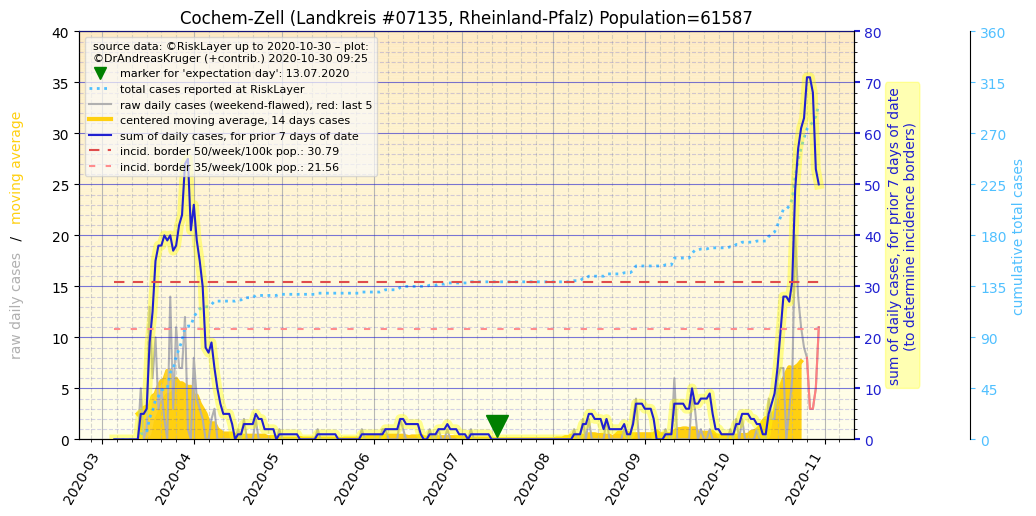 Cochem-Zell (Landkreis #07135, Rheinland-Pfalz) Population=61587
source data: ©RiskLayer up to 2020-10-30 – plot:
©DrAndreasKruger (+contrib.) 2020-10-30 09:25
marker for 'expectation day': 13.07.2020
total cases reported at RiskLayer
raw daily cases (weekend-flawed), red: last 5
centered moving average, 14 days cases
sum of daily cases, for prior 7 days of date
incid. border 50/week/100k pop.: 30.79
incid. border 35/week/100k pop.: 21.56
raw daily cases / moving average
40
35
30
25
20
15
10
5
0
80
70
60
50
40
30
20
10
0
sum of daily cases, for prior 7 days of date
(to determine incidence borders)
360
315
270
225
180
135
90
45
0
cumulative total cases
2020-03
2020-04
2020-05
2020-06
2020-07
2020-08
2020-09
2020-10
2020-11